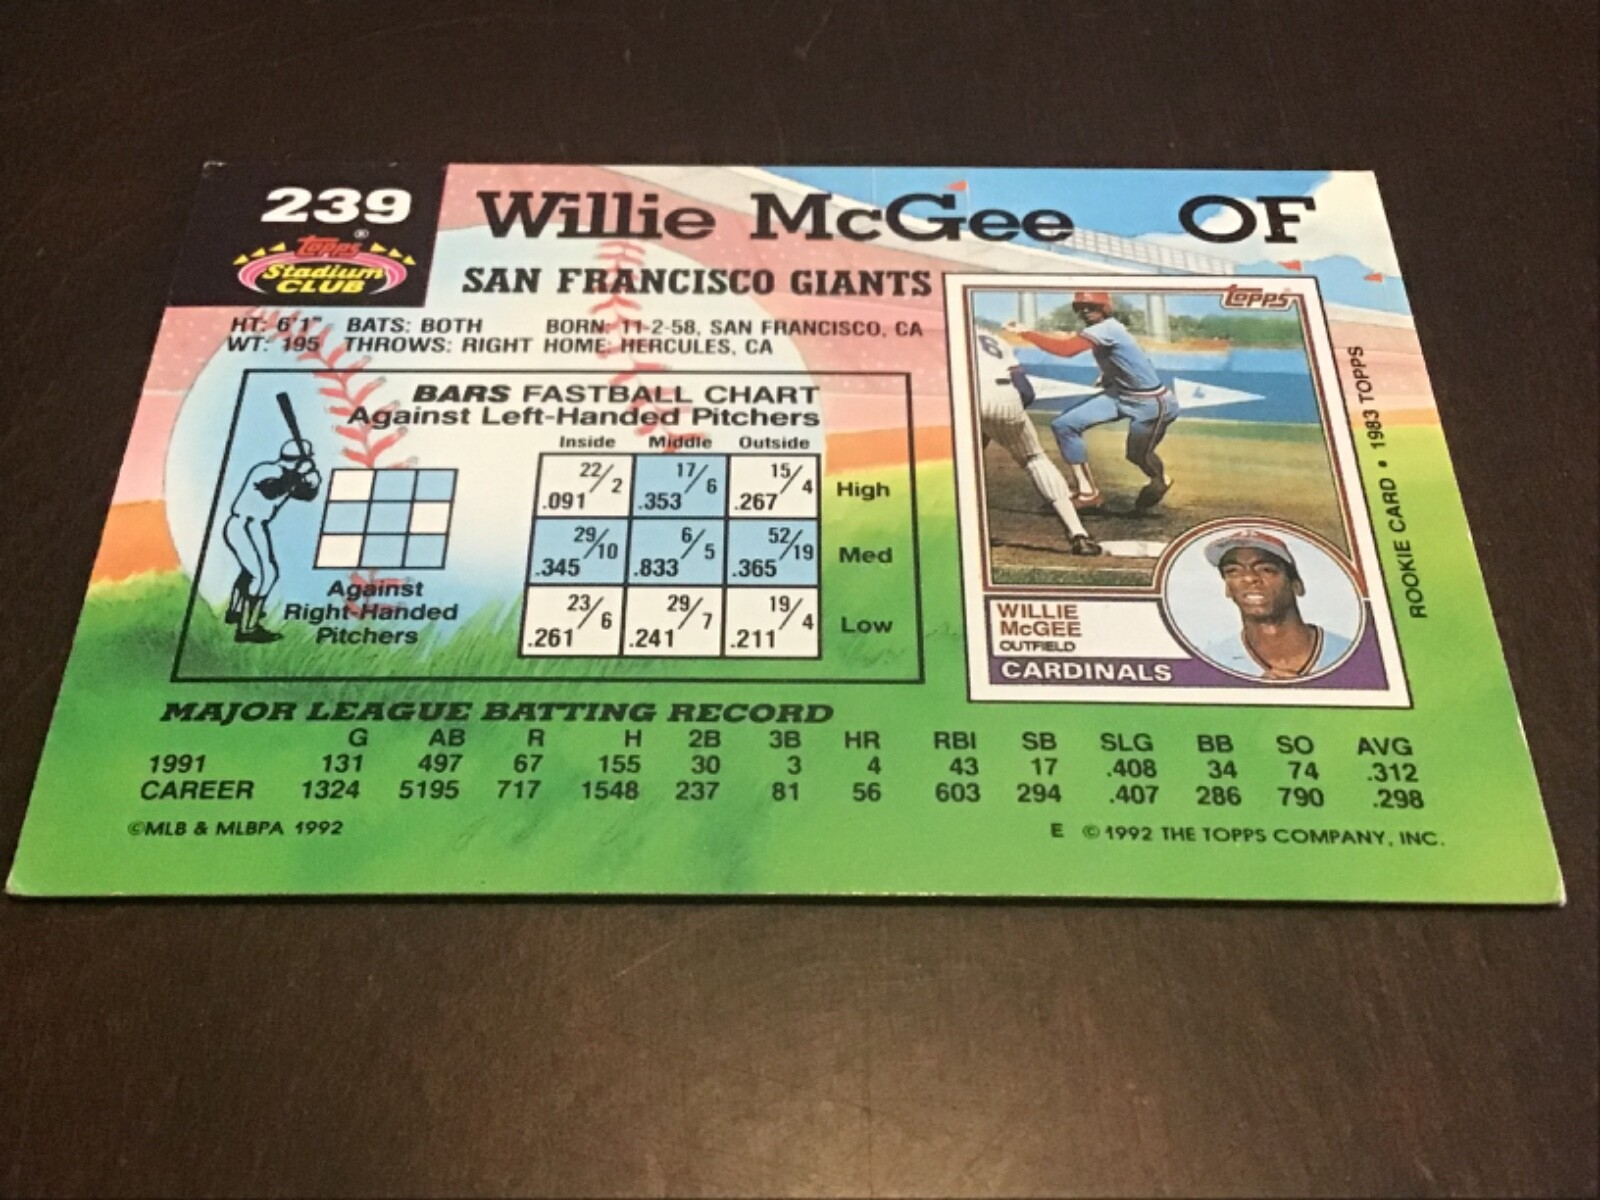 239
Topps®
Stadium
CLUB
Willie McGee OF
SAN FRANCISCO GIANTS
HT: 6'1" BATS: BOTH BORN: 11-2-58, SAN FRANCISCO, CA
WT: 195 THROWS: RIGHT HOME: HERCULES, CA
BARS FASTBALL CHART
Against Left-Handed Pitchers
Inside Middle Outside
22/2 17/6 15/4
.091 .353 .267 High
29/10 6/5 52/19
.345 .833 .365 Med
23/6 29/7 19/4
.261 .241 .211 Low
Against
Right-Handed
Pitchers
Topps
WILLIE
McGEE
OUTFIELD
CARDINALS
ROOKIE CARD • 1983 TOPPS
MAJOR LEAGUE BATTING RECORD
G AB R H 2B 3B HR RBI SB SLG BB SO AVG
1991 131 497 67 155 30 3 4 43 17 .408 34 74 .312
CAREER 1324 5195 717 1548 237 81 56 603 294 .407 286 790 .298
©MLB & MLBPA 1992 E ©1992 THE TOPPS COMPANY, INC.